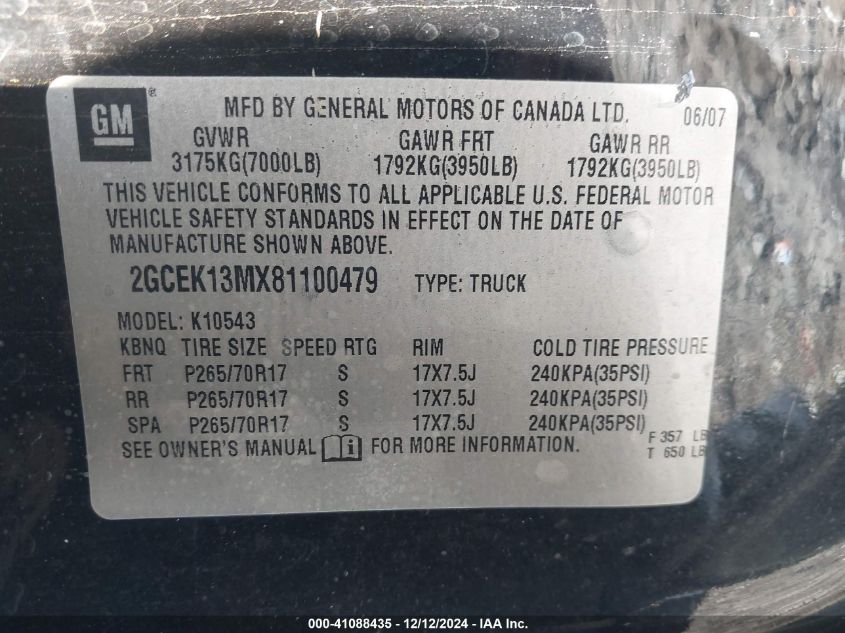 GM ® MFD BY GENERAL MOTORS OF CANADA LTD. 06/07
GVWR GAWR FRT GAWR RR
3175KG(7000LB) 1792KG(3950LB) 1792KG(3950LB)
THIS VEHICLE CONFORMS TO ALL APPLICABLE U.S. FEDERAL MOTOR
VEHICLE SAFETY STANDARDS IN EFFECT ON THE DATE OF
MANUFACTURE SHOWN ABOVE.
2GCEK13MX81100479 TYPE: TRUCK
MODEL: K10543
KBNQ TIRE SIZE SPEED RTG RIM COLD TIRE PRESSURE
FRT P265/70R17 S 17X7.5J 240KPA(35PSI)
RR P265/70R17 S 17X7.5J 240KPA(35PSI)
SPA P265/70R17 S 17X7.5J 240KPA(35PSI)
SEE OWNER'S MANUAL i FOR MORE INFORMATION.
F 357 LB
T 650 LB
000-41088435 - 12/12/2024 - IAA Inc.